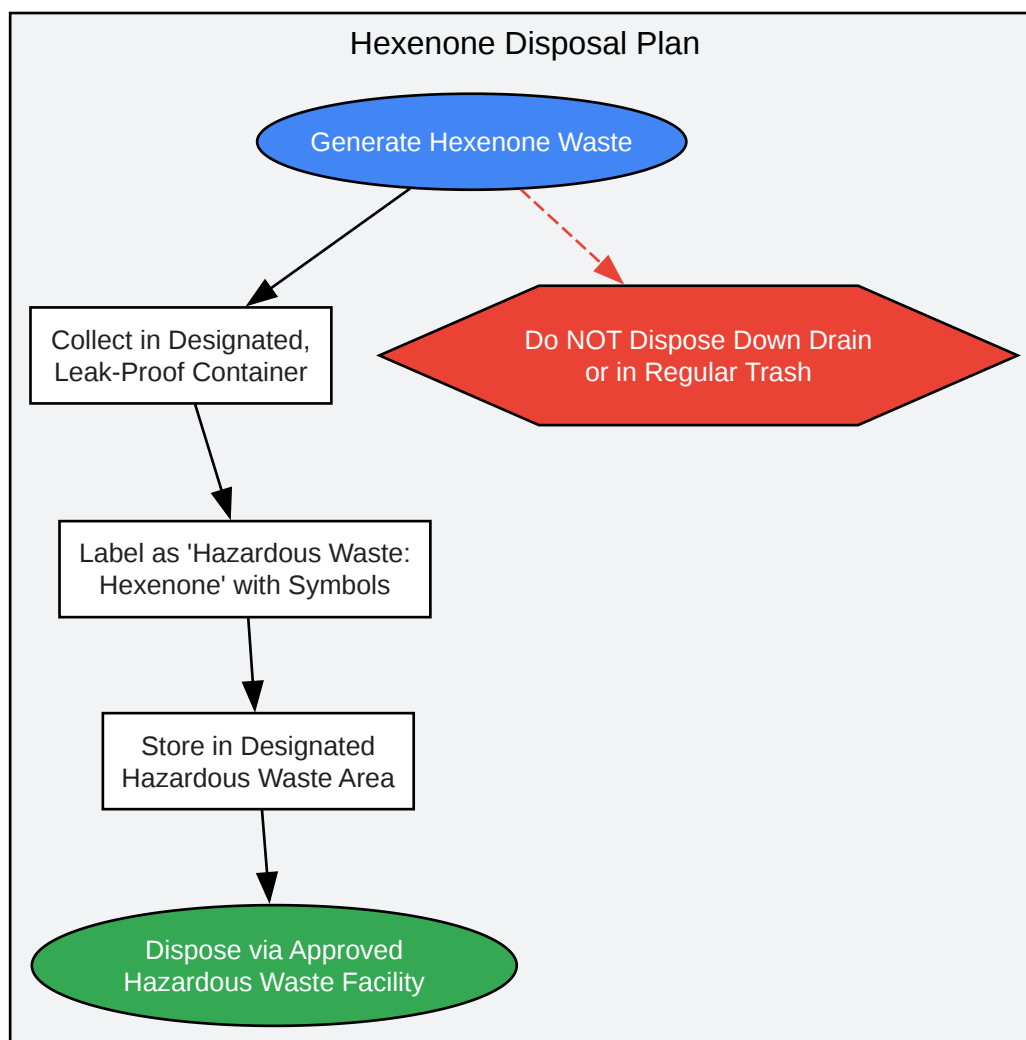 Hexenone Disposal Plan
Generate Hexenone Waste
Collect in Designated,
Leak-Proof Container
Do NOT Dispose Down Drain
or in Regular Trash
Label as 'Hazardous Waste:
Hexenone' with Symbols
Store in Designated
Hazardous Waste Area
Dispose via Approved
Hazardous Waste Facility